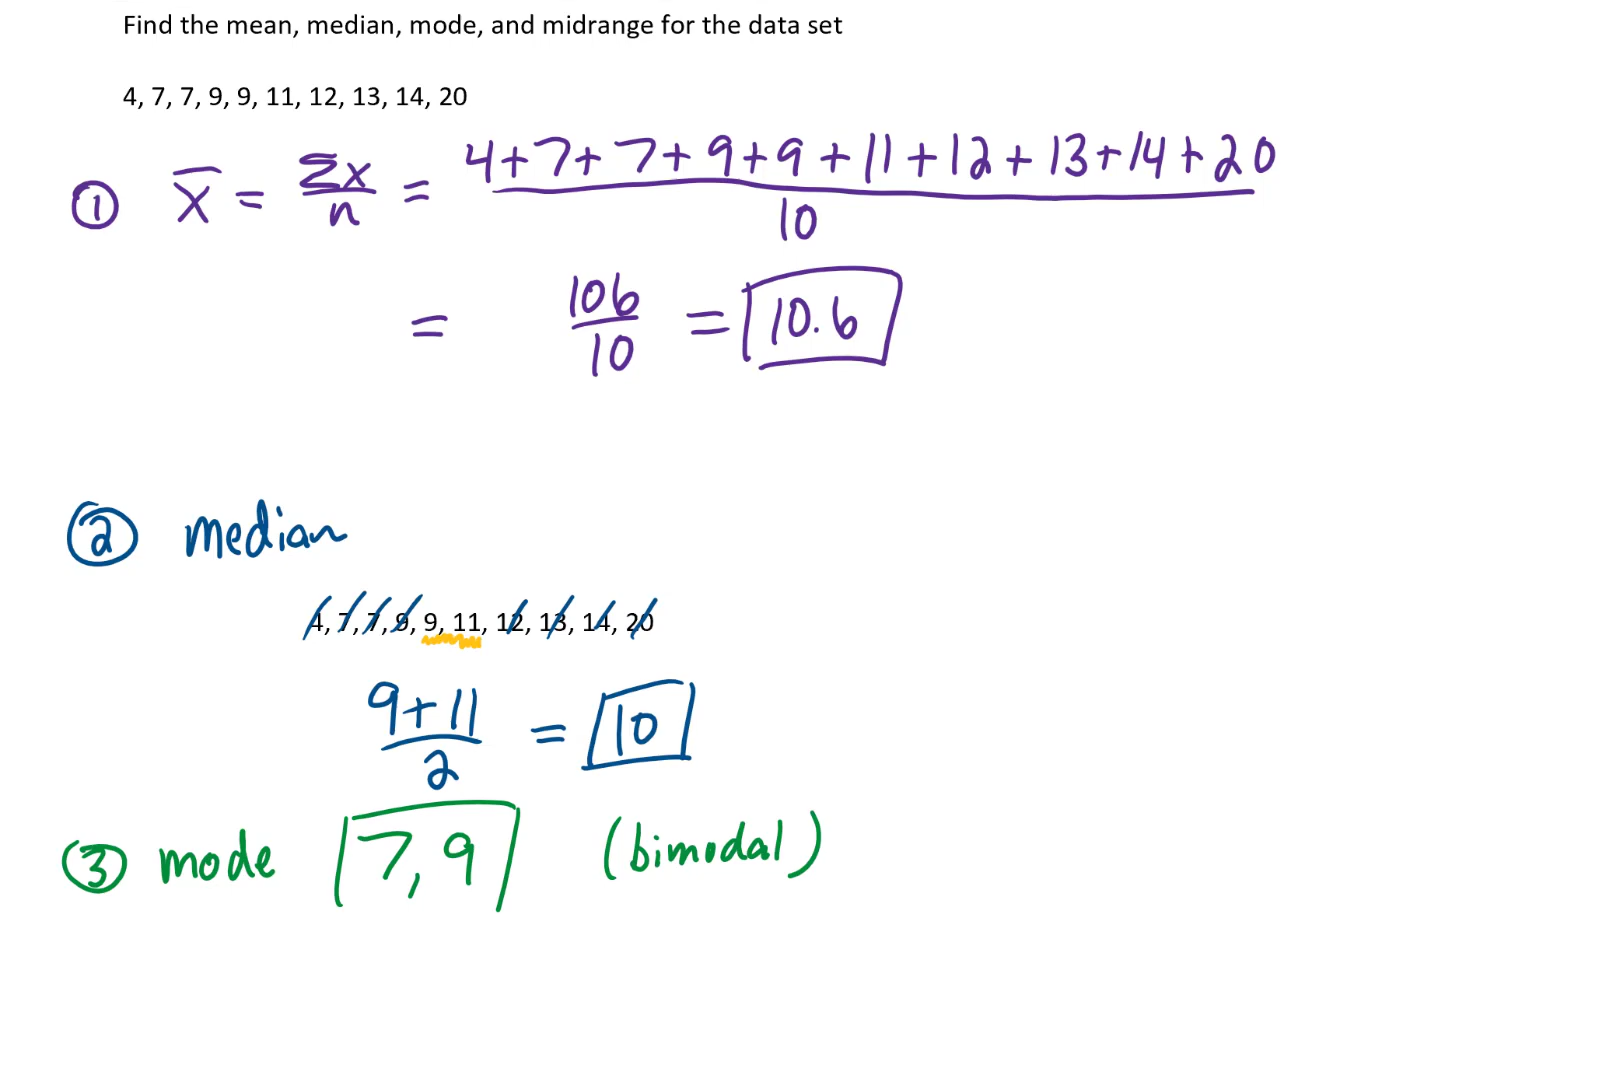 Find the mean, median, mode, and midrange for the data set
4, 7, 7, 9, 9, 11, 12, 13, 14, 20
① x̄ = Σx/n = (4+7+7+9+9+11+12+13+14+20)/10
= 106/10 = 10.6
② median
4, 7, 7, 9, 9, 11, 12, 13, 14, 20
(9+11)/2 = 10
③ mode 7,9 (bimodal)